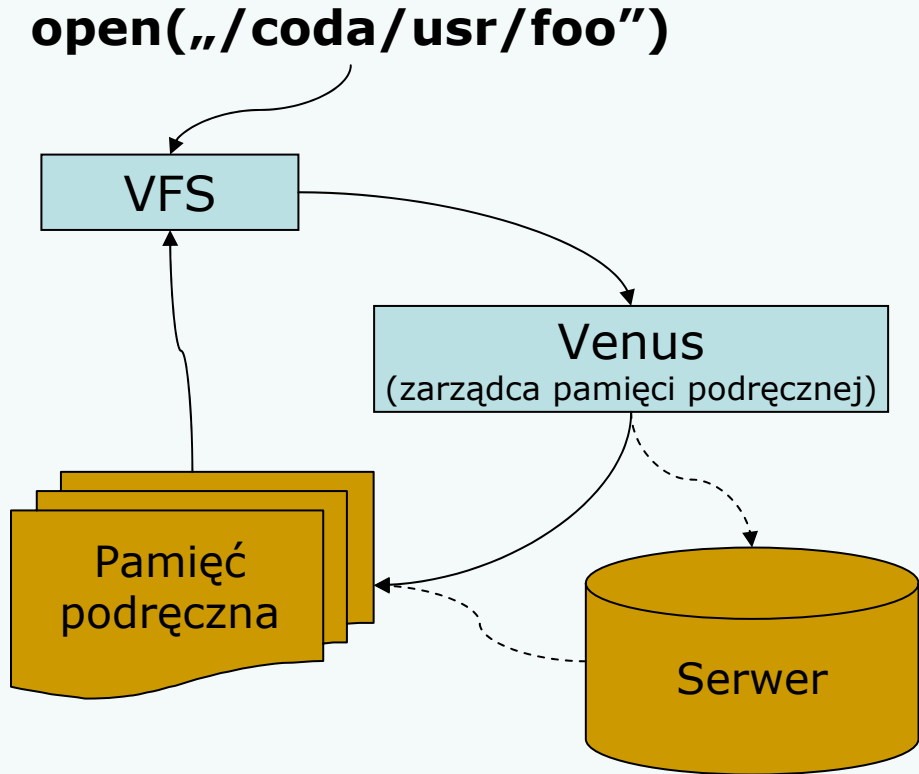 open(„/coda/usr/foo”)
VFS
Venus
(zarządca pamięci podręcznej)
Pamięć
podręczna
Serwer